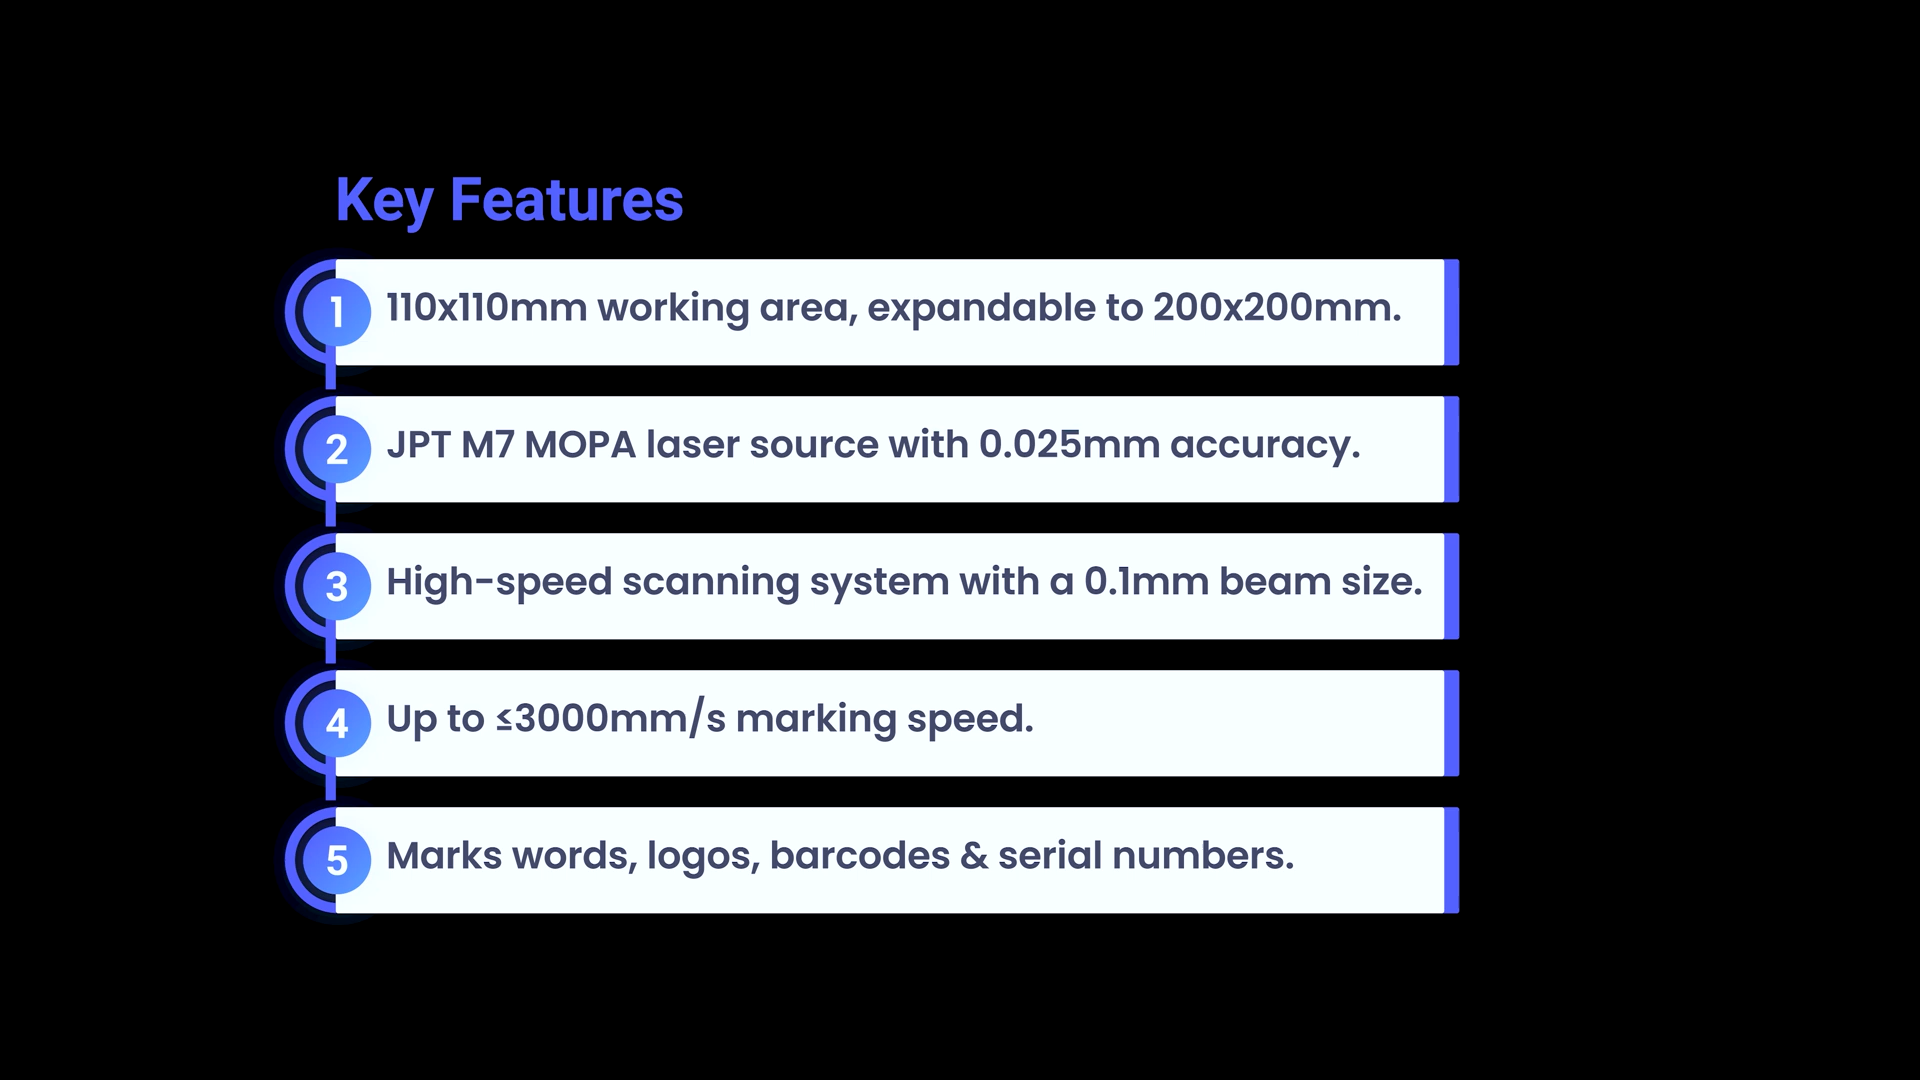 Key Features
1 110x110mm working area, expandable to 200x200mm.
2 JPT M7 MOPA laser source with 0.025mm accuracy.
3 High-speed scanning system with a 0.1mm beam size.
4 Up to ≤3000mm/s marking speed.
5 Marks words, logos, barcodes & serial numbers.